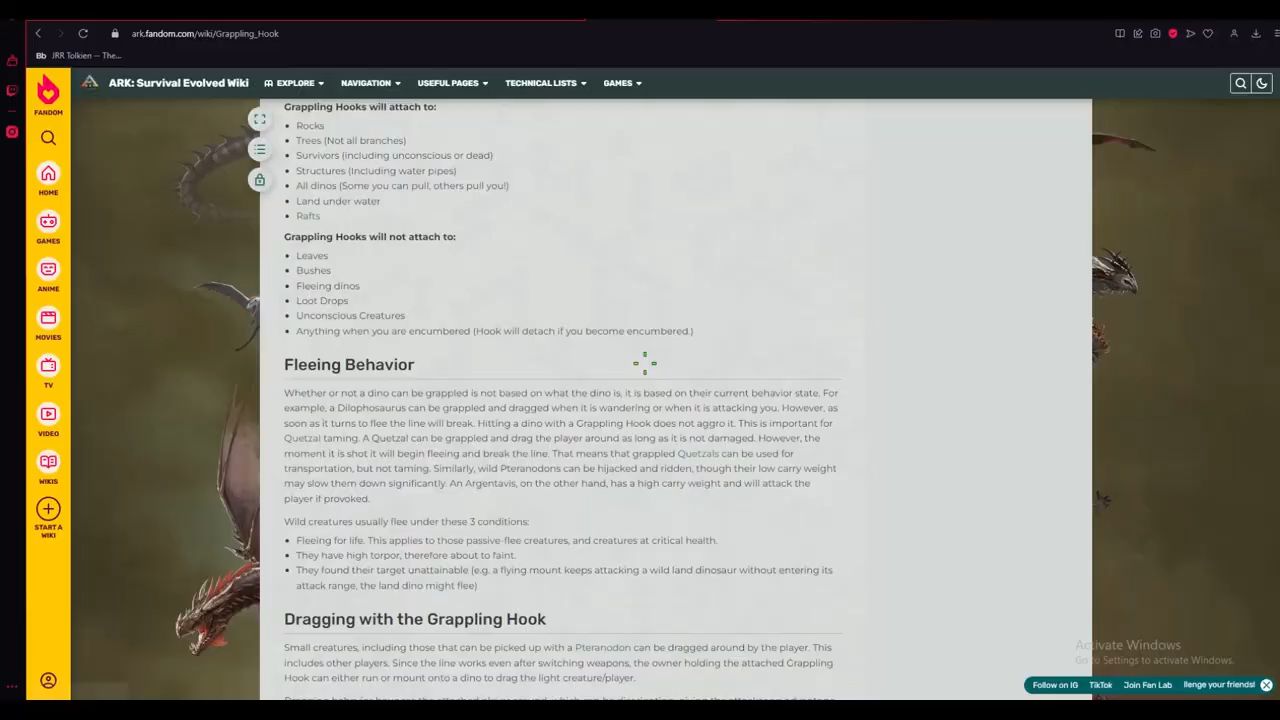 ark.fandom.com/wiki/Grappling_Hook
Bb JRR Tolkien — The...
FANDOM
HOME
GAMES
ANIME
MOVIES
TV
VIDEO
WIKIS
START A
WIKI
ARK: Survival Evolved Wiki EXPLORE NAVIGATION USEFUL PAGES TECHNICAL LISTS GAMES
Grappling Hooks will attach to:
Rocks
Trees (Not all branches)
Survivors (including unconscious or dead)
Structures (Including water pipes)
All dinos (Some you can pull, others pull you!)
Land under water
Rafts
Grappling Hooks will not attach to:
Leaves
Bushes
Fleeing dinos
Loot Drops
Unconscious Creatures
Anything when you are encumbered (Hook will detach if you become encumbered.)
Fleeing Behavior
Whether or not a dino can be grappled is not based on what the dino is, it is based on their current behavior state. For
example, a Dilophosaurus can be grappled and dragged when it is wandering or when it is attacking you. However, as
soon as it turns to flee the line will break. Hitting a dino with a Grappling Hook does not aggro it. This is important for
Quetzal taming. A Quetzal can be grappled and drag the player around as long as it is not damaged. However, the
moment it is shot it will begin fleeing and break the line. That means that grappled Quetzals can be used for
transportation, but not taming. Similarly, wild Pteranodons can be hijacked and ridden, though their low carry weight
may slow them down significantly. An Argentavis, on the other hand, has a high carry weight and will attack the
player if provoked.
Wild creatures usually flee under these 3 conditions:
Fleeing for life. This applies to those passive-flee creatures, and creatures at critical health.
They have high torpor, therefore about to faint.
They found their target unattainable (e.g. a flying mount keeps attacking a wild land dinosaur without entering its
attack range, the land dino might flee)
Dragging with the Grappling Hook
Small creatures, including those that can be picked up with a Pteranodon can be dragged around by the player. This
includes other players. Since the line works even after switching weapons, the owner holding the attached Grappling
Hook can either run or mount onto a dino to drag the light creature/player.
Activate Windows
Go to Settings to activate Windows.
Follow on IG TikTok Join Fan Lab llenge your friends!